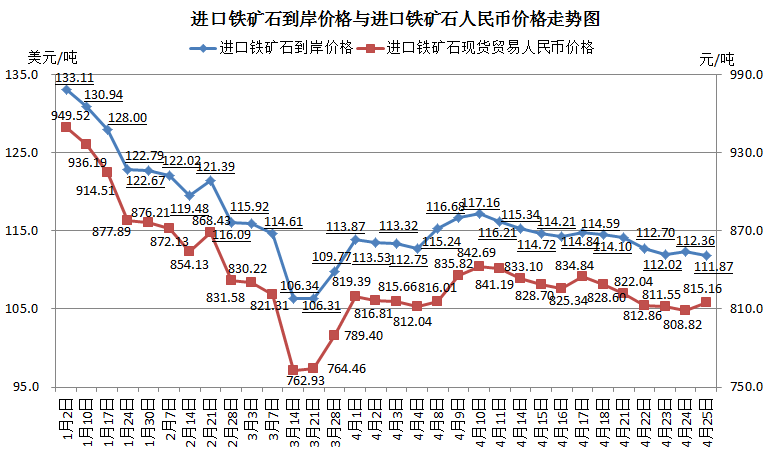 进口铁矿石到岸价格与进口铁矿石人民币价格走势图
进口铁矿石到岸价格 进口铁矿石现货贸易人民币价格
美元/吨 元/吨
135.0 990.0
125.0 930.0
115.0 870.0
105.0 810.0
95.0 750.0
133.11 130.94 128.00 122.79 122.67 122.02 119.48 121.39 116.09 115.92 114.61 106.34 106.31 109.77 113.87 113.53 113.32 112.75 115.24 116.68 117.16 116.21 115.34 114.72 114.21 114.84 114.59 114.10 112.70 112.02 112.36 111.87
949.52 936.19 914.51 877.89 876.21 872.13 854.13 868.43 831.58 830.22 821.31 762.93 764.46 789.40 819.39 816.81 815.66 812.04 816.01 835.82 842.69 841.19 833.10 828.70 825.34 834.84 828.60 822.04 812.86 811.55 808.82 815.16
1月2日 1月10日 1月17日 1月24日 1月30日 2月7日 2月14日 2月21日 2月28日 3月3日 3月7日 3月14日 3月21日 3月28日 4月1日 4月2日 4月3日 4月4日 4月8日 4月9日 4月10日 4月11日 4月14日 4月15日 4月16日 4月17日 4月18日 4月21日 4月22日 4月23日 4月24日 4月25日